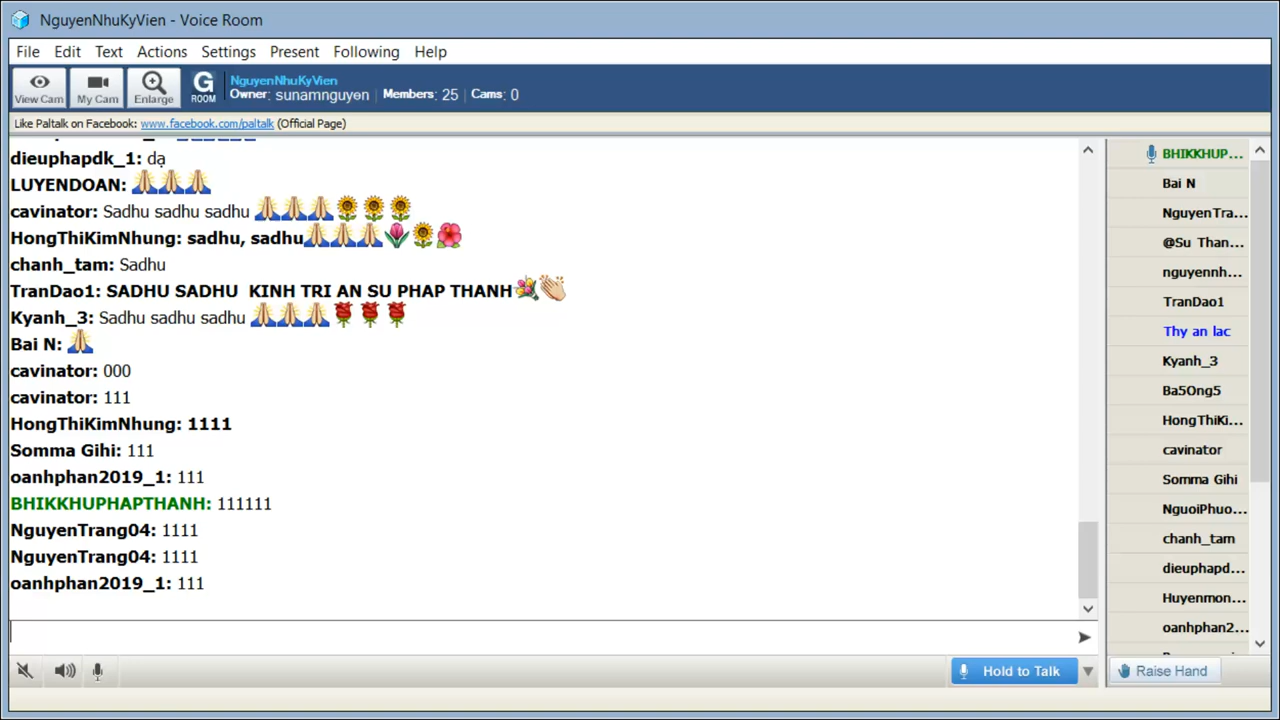 NguyenNhuKyVien - Voice Room
File Edit Text Actions Settings Present Following Help
View Cam
My Cam
Enlarge
G ROOM
NguyenNhuKyVien
Owner: sunamnguyen | Members: 25 | Cams: 0
Like Paltalk on Facebook: www.facebook.com/paltalk (Official Page)
dieuphapdk_1: dạ
LUYENDOAN: 🙏🙏🙏
cavinator: Sadhu sadhu sadhu 🙏🙏🙏🌻🌻🌻
HongThiKimNhung: sadhu, sadhu🙏🙏🙏🌷🌻🌺
chanh_tam: Sadhu
TranDao1: SADHU SADHU KINH TRI AN SU PHAP THANH💐👏
Kyanh_3: Sadhu sadhu sadhu 🙏🙏🙏🌹🌹🌹
Bai N: 🙏
cavinator: 000
cavinator: 111
HongThiKimNhung: 1111
Somma Gihi: 111
oanhphan2019_1: 111
BHIKKHUPHAPTHANH: 111111
NguyenTrang04: 1111
NguyenTrang04: 1111
oanhphan2019_1: 111
Hold to Talk
BHIKKHUP...
Bai N
NguyenTra...
@Su Than...
nguyennh...
TranDao1
Thy an lac
Kyanh_3
Ba5Ong5
HongThiKi...
cavinator
Somma Gihi
NguoiPhuo...
chanh_tam
dieuphapd...
Huyenmon...
oanhphan2...
Raise Hand